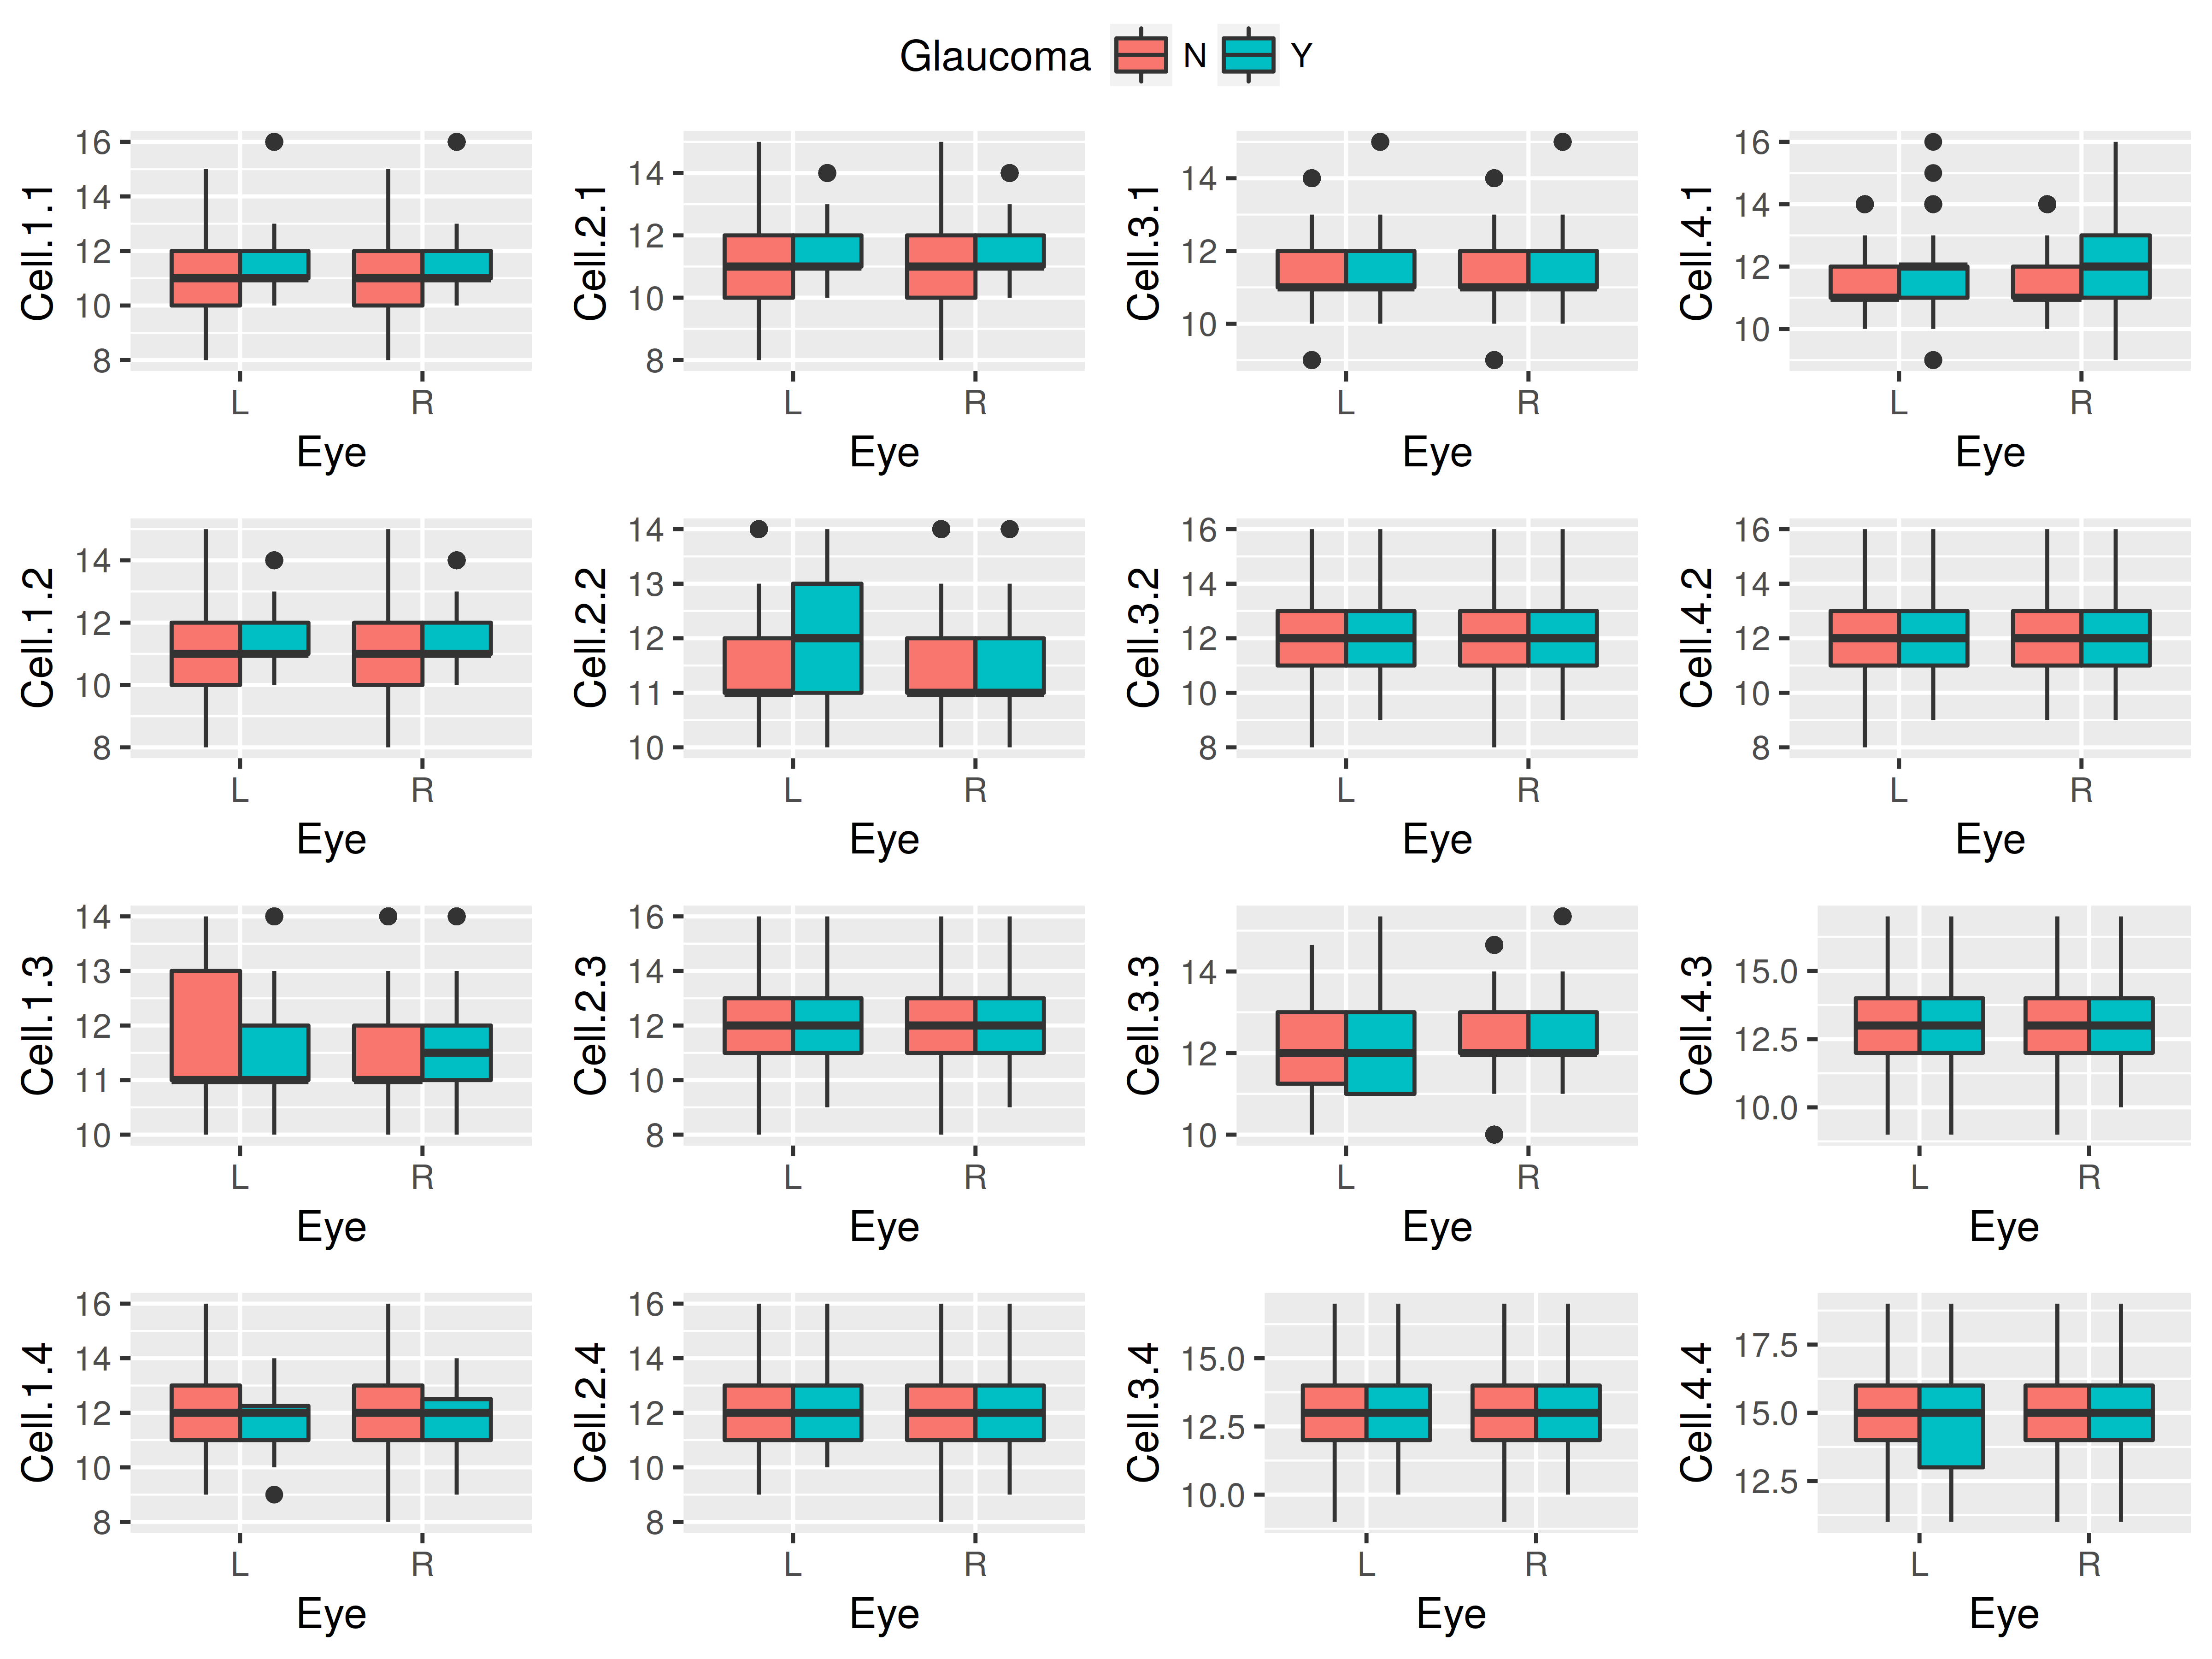 Glaucoma N Y
Cell.1.1
16
14
12
10
8
L R
Eye
Cell.2.1
14
12
10
8
L R
Eye
Cell.3.1
14
12
10
L R
Eye
Cell.4.1
16
14
12
10
L R
Eye
Cell.1.2
14
12
10
8
L R
Eye
Cell.2.2
14
13
12
11
10
L R
Eye
Cell.3.2
16
14
12
10
8
L R
Eye
Cell.4.2
16
14
12
10
8
L R
Eye
Cell.1.3
14
13
12
11
10
L R
Eye
Cell.2.3
16
14
12
10
8
L R
Eye
Cell.3.3
14
12
10
L R
Eye
Cell.4.3
15.0
12.5
10.0
L R
Eye
Cell.1.4
16
14
12
10
8
L R
Eye
Cell.2.4
16
14
12
10
8
L R
Eye
Cell.3.4
15.0
12.5
10.0
L R
Eye
Cell.4.4
17.5
15.0
12.5
L R
Eye